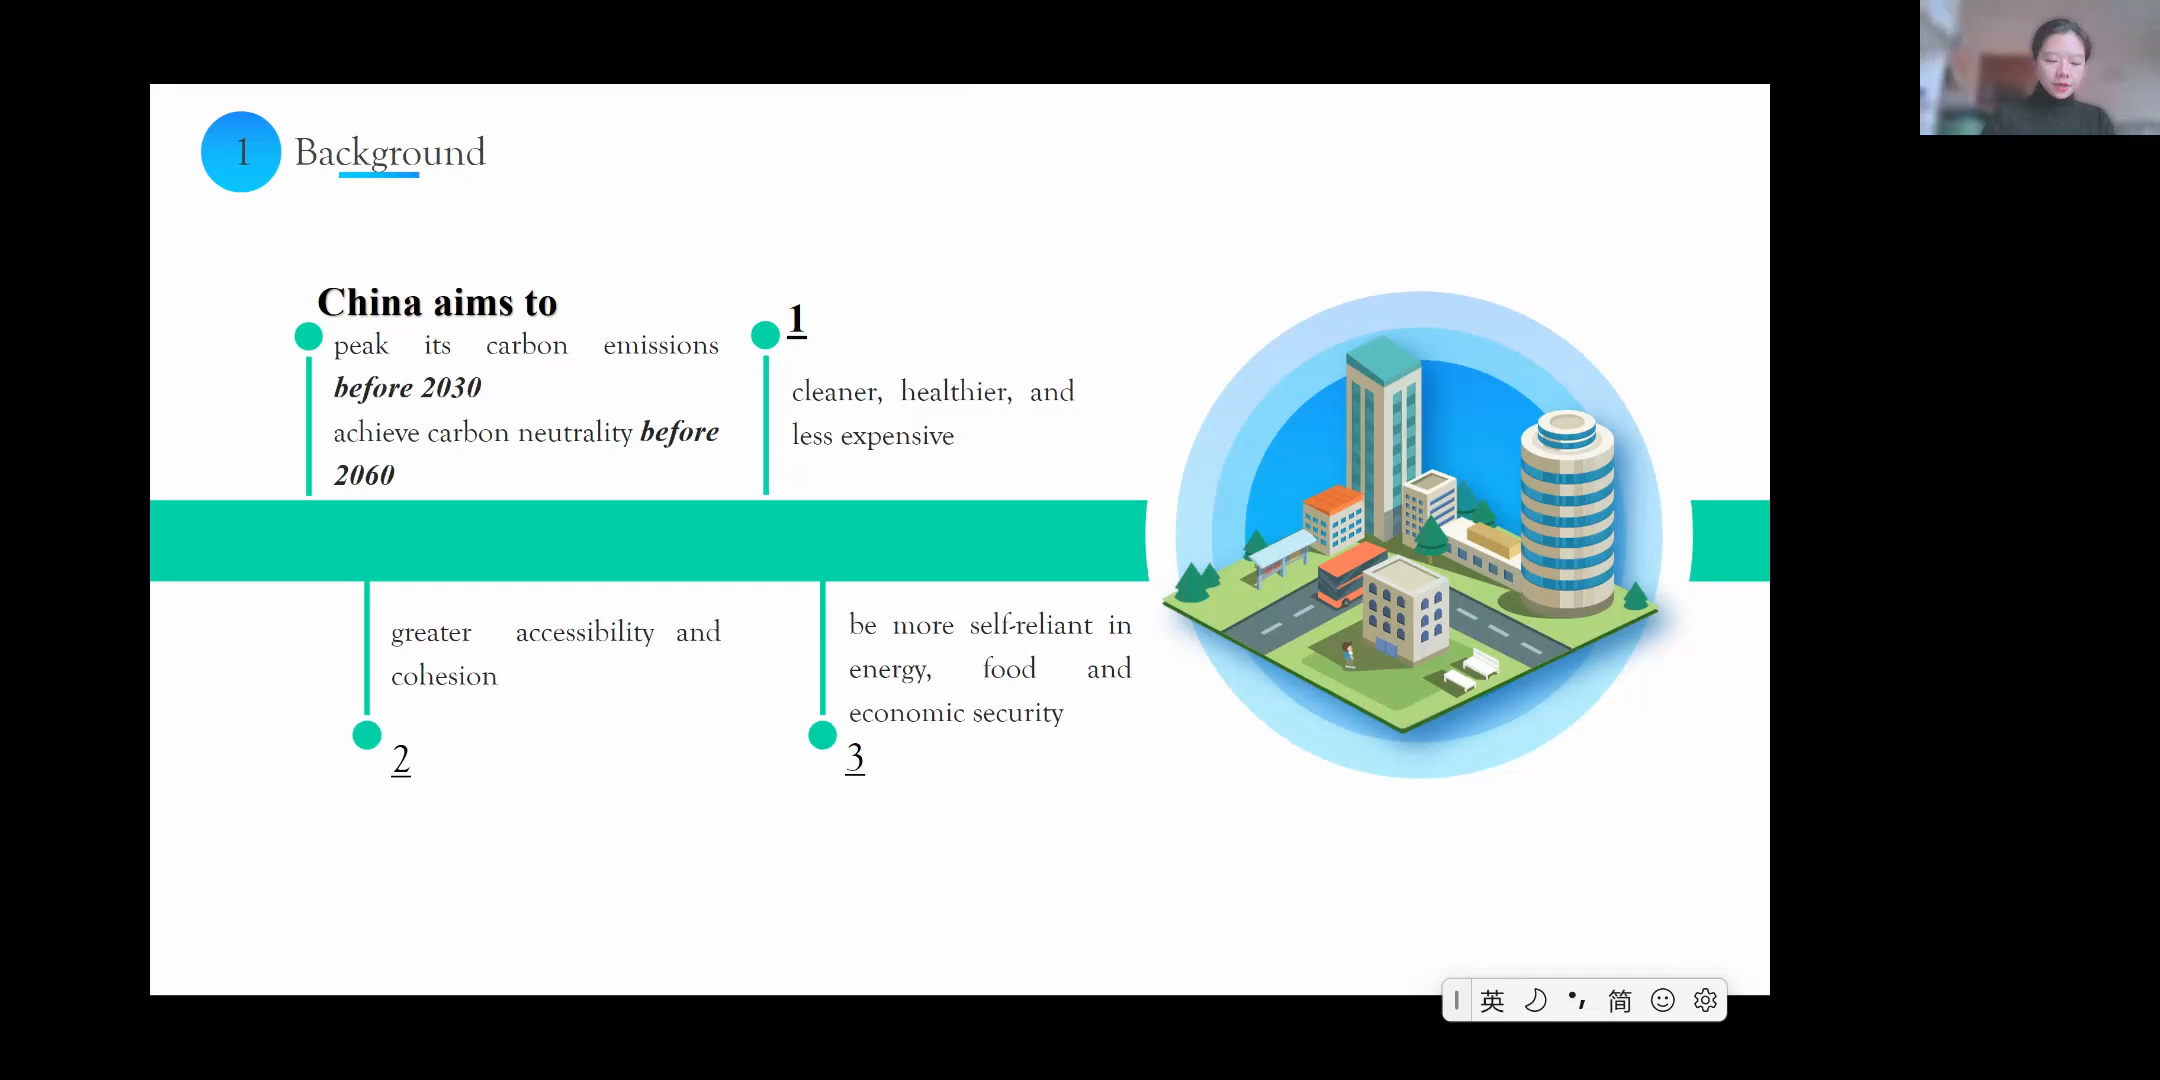 1 Background
China aims to
peak its carbon emissions
before 2030
achieve carbon neutrality before
2060
1
cleaner, healthier, and
less expensive
greater accessibility and
cohesion
2
be more self-reliant in
energy, food and
economic security
3
英 简